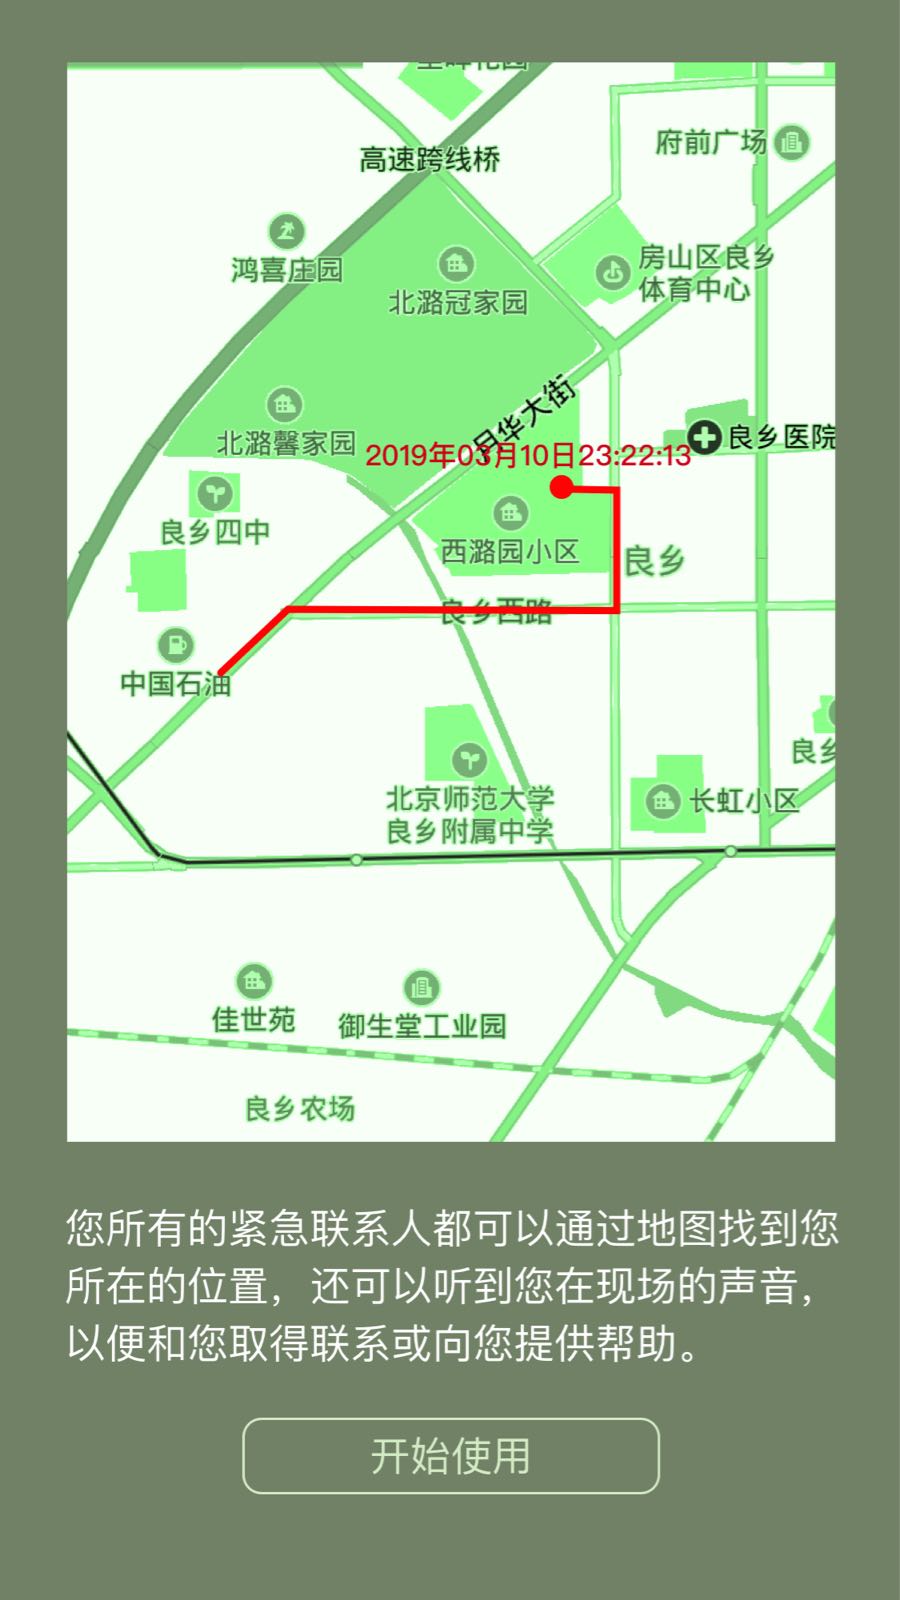 高速跨线桥
府前广场
鸿喜庄园
北潞冠家园
房山区良乡
体育中心
月华大街
北潞馨家园
2019年03月10日23:22:13
良乡医院
良乡四中
西潞园小区
良乡
良乡西路
中国石油
北京师范大学
良乡附属中学
长虹小区
佳世苑
御生堂工业园
良乡农场
您所有的紧急联系人都可以通过地图找到您
所在的位置，还可以听到您在现场的声音，
以便和您取得联系或向您提供帮助。
开始使用